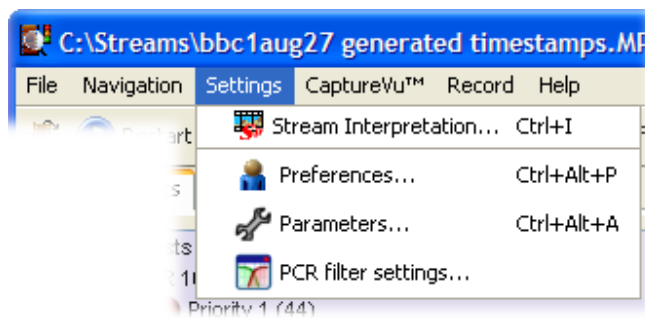 C:\Streams\bbc1aug27 generated timestamps.MP
File Navigation Settings CaptureVu™ Record Help
Stream Interpretation... Ctrl+I
Preferences... Ctrl+Alt+P
Parameters... Ctrl+Alt+A
PCR filter settings...
Priority 1 (44)